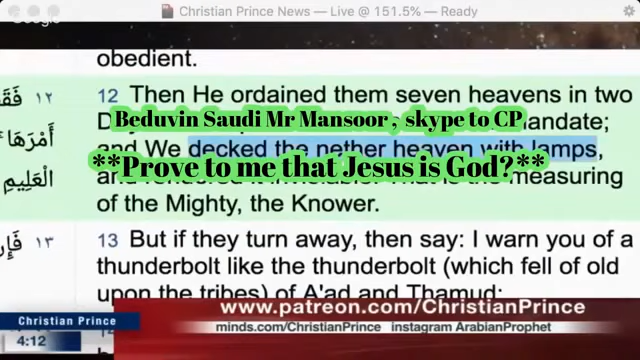 Christian Prince News — Live @ 151.5% — Ready
obedient.
12 Then He ordained them seven heavens in two
Beduvin Saudi Mr Mansoor , skype to CP
mandate;
and We decked the nether heaven with lamps,
**Prove to me that Jesus is God?**
measuring
of the Mighty, the Knower.
١٢
أَمْرَهَا
الْعَلِيمِ
13 But if they turn away, then say: I warn you of a
thunderbolt like the thunderbolt (which fell of old
upon the tribes) of A'ad and Thamud;
١٣
www.patreon.com/ChristianPrince
Christian Prince
minds.com/ChristianPrince instagram ArabianProphet
4:12